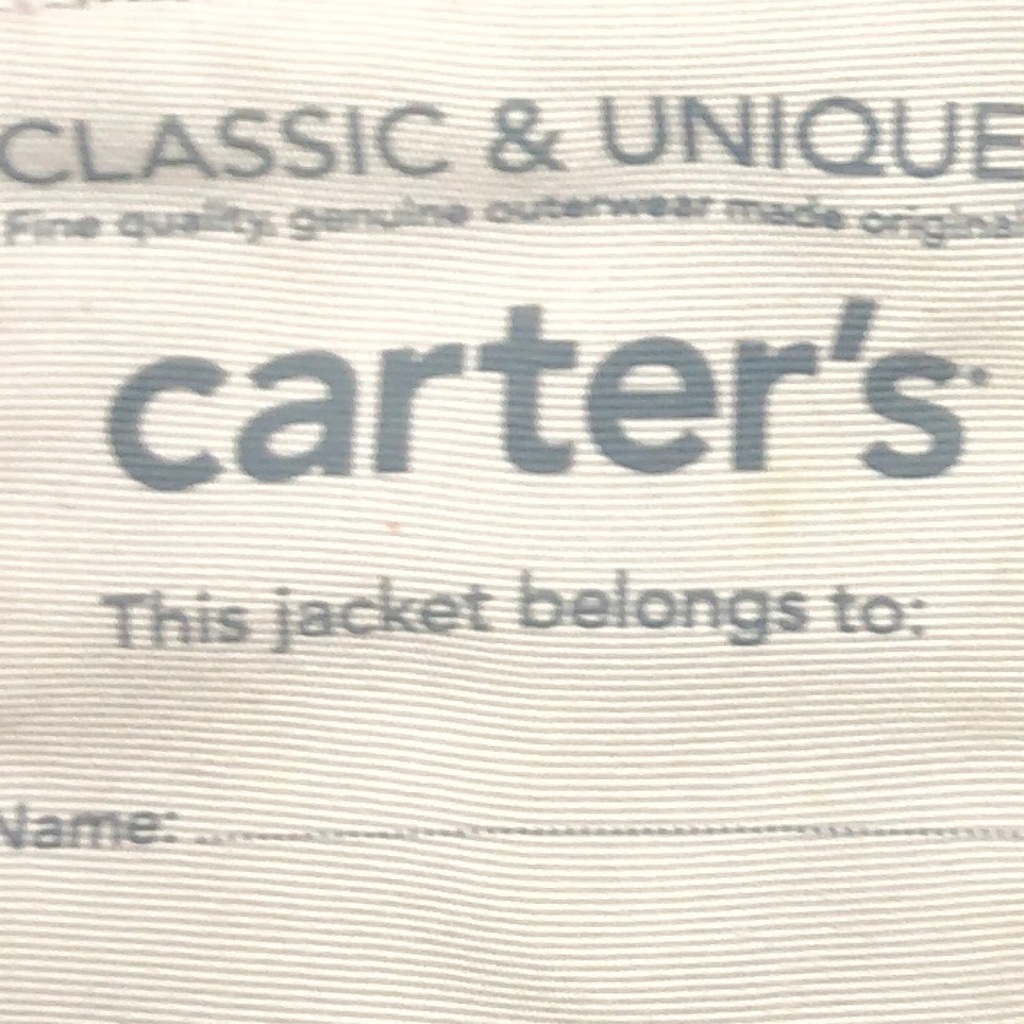 CLASSIC & UNIQUE
Fine quality, genuine outerwear made original
carter's
This jacket belongs to:
Name: